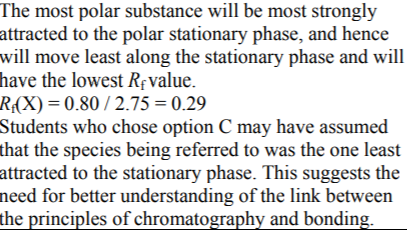 The most polar substance will be most strongly
attracted to the polar stationary phase, and hence
will move least along the stationary phase and will
have the lowest Rf value.
Rf(X) = 0.80 / 2.75 = 0.29
Students who chose option C may have assumed
that the species being referred to was the one least
attracted to the stationary phase. This suggests the
need for better understanding of the link between
the principles of chromatography and bonding.